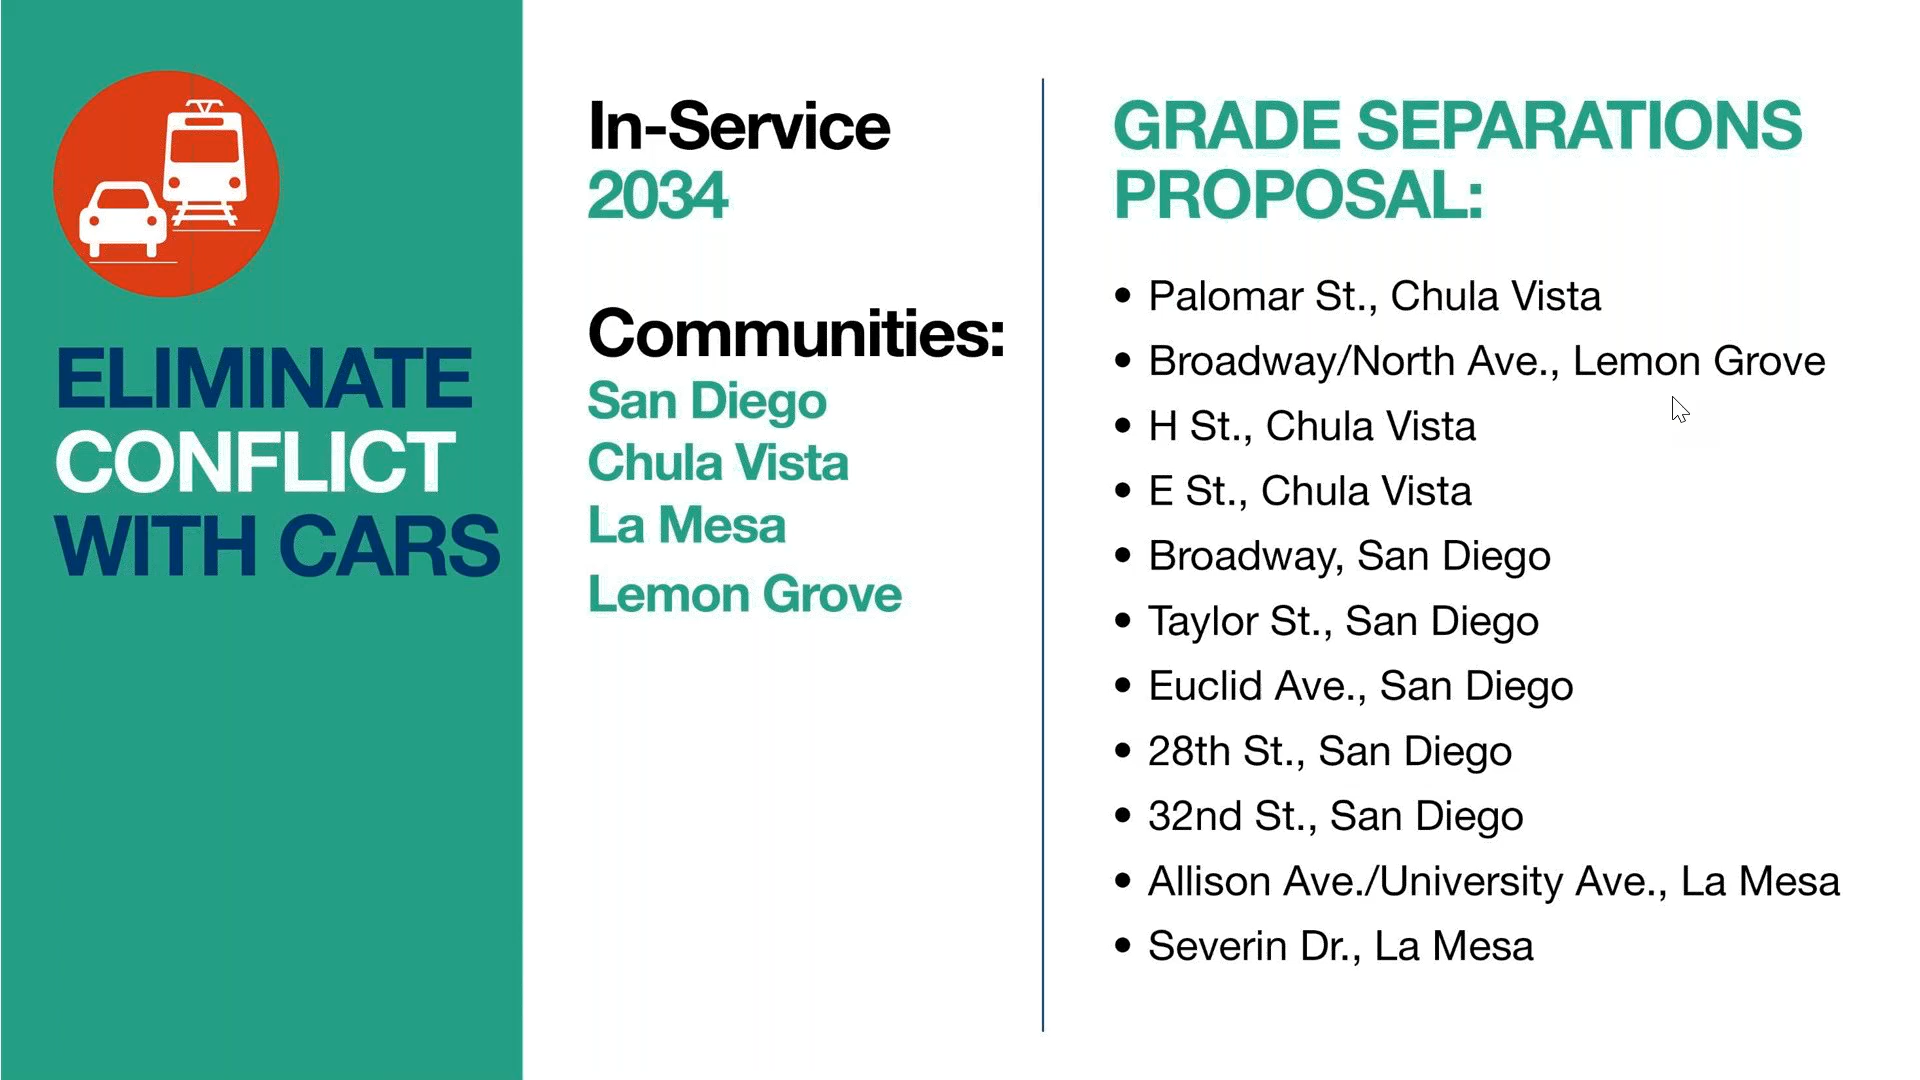 ELIMINATE
CONFLICT
WITH CARS
In-Service
2034
Communities:
San Diego
Chula Vista
La Mesa
Lemon Grove
GRADE SEPARATIONS
PROPOSAL:
• Palomar St., Chula Vista
• Broadway/North Ave., Lemon Grove
• H St., Chula Vista
• E St., Chula Vista
• Broadway, San Diego
• Taylor St., San Diego
• Euclid Ave., San Diego
• 28th St., San Diego
• 32nd St., San Diego
• Allison Ave./University Ave., La Mesa
• Severin Dr., La Mesa